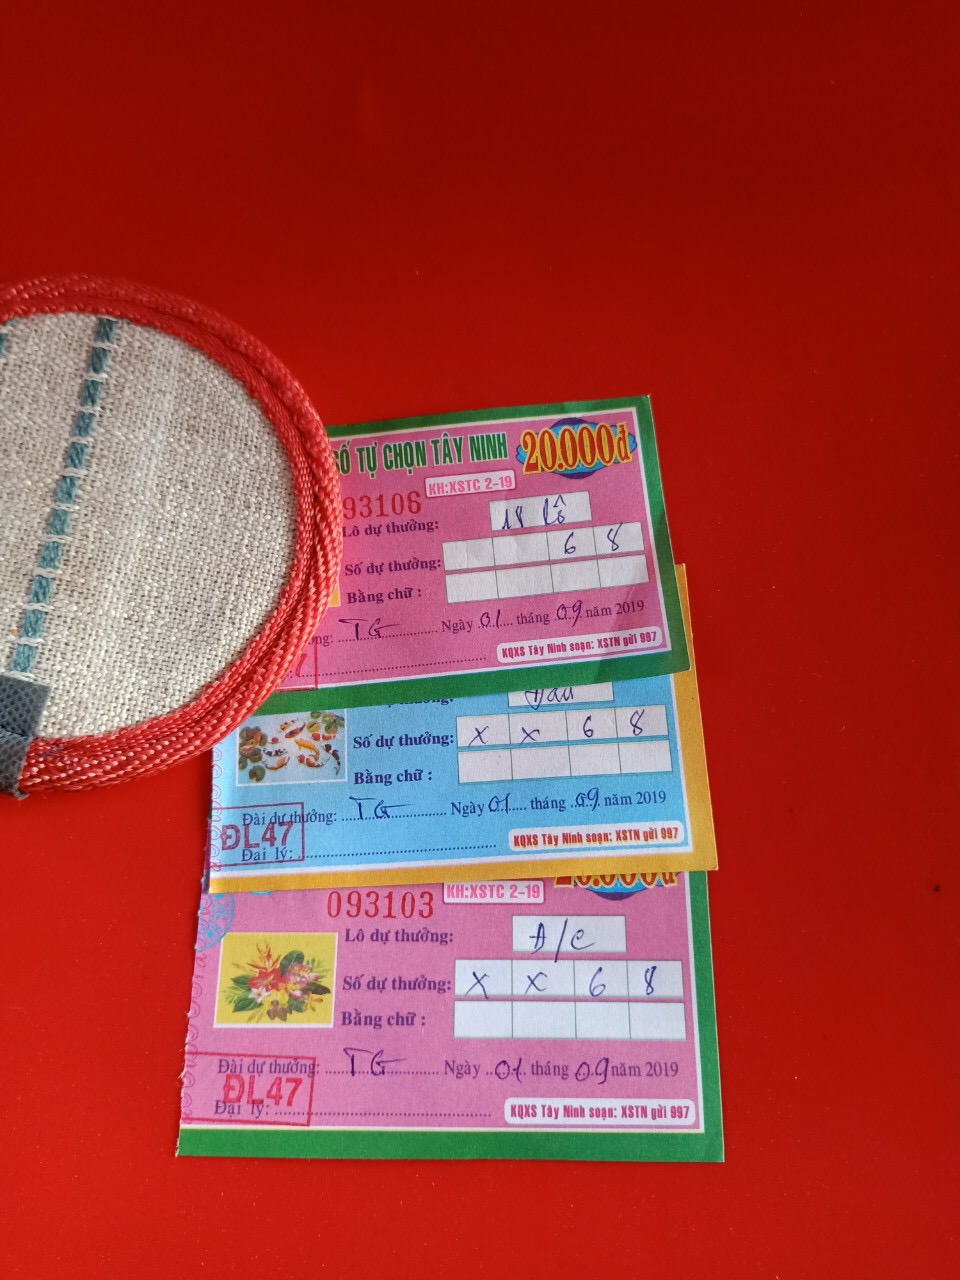 SỐ TỰ CHỌN TÂY NINH 20.000đ
93106 KH:XSTC 2-19
Lô dự thưởng: 18 lô
Số dự thưởng: 6 8
Bằng chữ :
ng: TG Ngày 01 tháng 09 năm 2019
KQXS Tây Ninh soạn: XSTN gửi 997
Đầu
Số dự thưởng: X X 6 8
Bằng chữ :
Đài dự thưởng: TG Ngày 01 tháng 09 năm 2019
ĐL47
Đại lý:
KQXS Tây Ninh soạn: XSTN gửi 997
20.000đ
093103 KH:XSTC 2-19
Lô dự thưởng: Đ/C
Số dự thưởng: X X 6 8
Bằng chữ :
Đài dự thưởng: TG Ngày 01 tháng 09 năm 2019
ĐL47
Đại lý:
KQXS Tây Ninh soạn: XSTN gửi 997